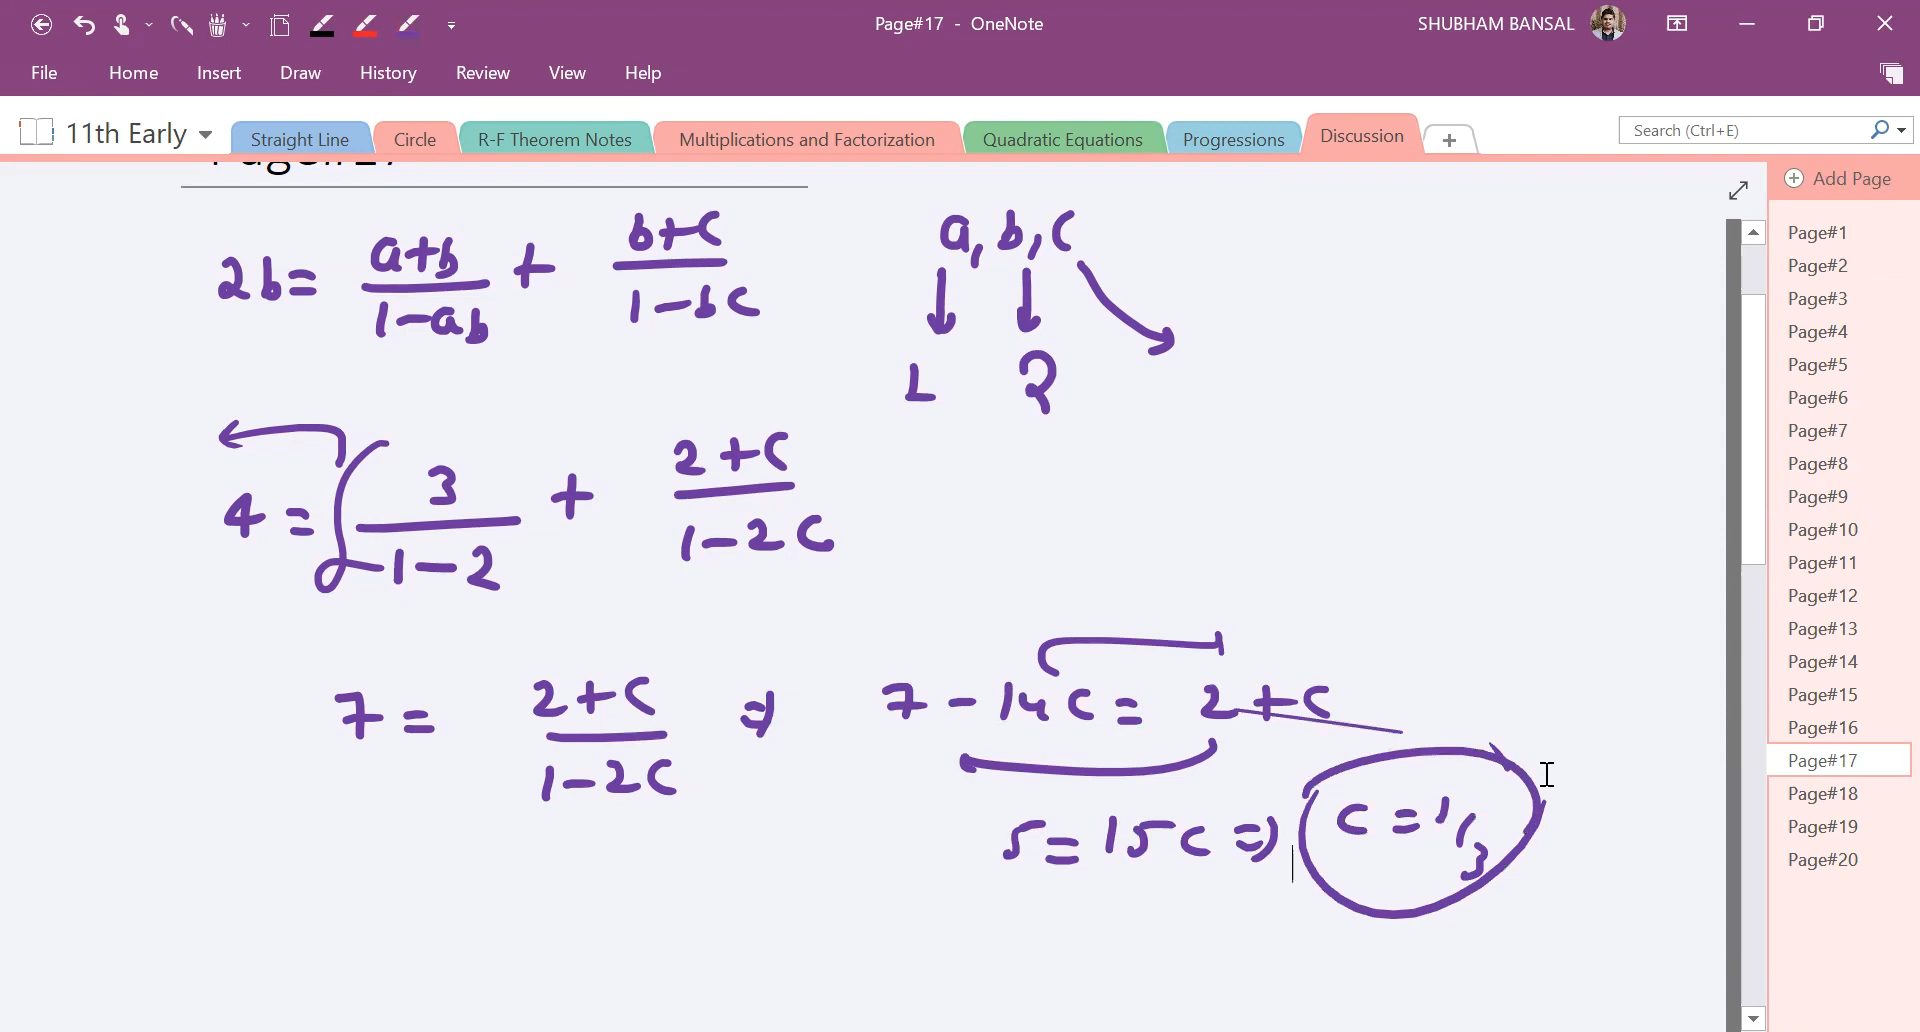 Page#17 - OneNote
SHUBHAM BANSAL
File Home Insert Draw History Review View Help
11th Early
Straight Line Circle R-F Theorem Notes Multiplications and Factorization Quadratic Equations Progressions Discussion +
Search (Ctrl+E)
Add Page
2b = (a+b)/(1-ab) + (b+c)/(1-bc)
a, b, c
1 2
4 = 3/(1-2) + (2+c)/(1-2c)
7 = (2+c)/(1-2c) ⇒ 7 - 14c = 2+c
5 = 15c ⇒ c = 1/3
Page#1
Page#2
Page#3
Page#4
Page#5
Page#6
Page#7
Page#8
Page#9
Page#10
Page#11
Page#12
Page#13
Page#14
Page#15
Page#16
Page#17
Page#18
Page#19
Page#20